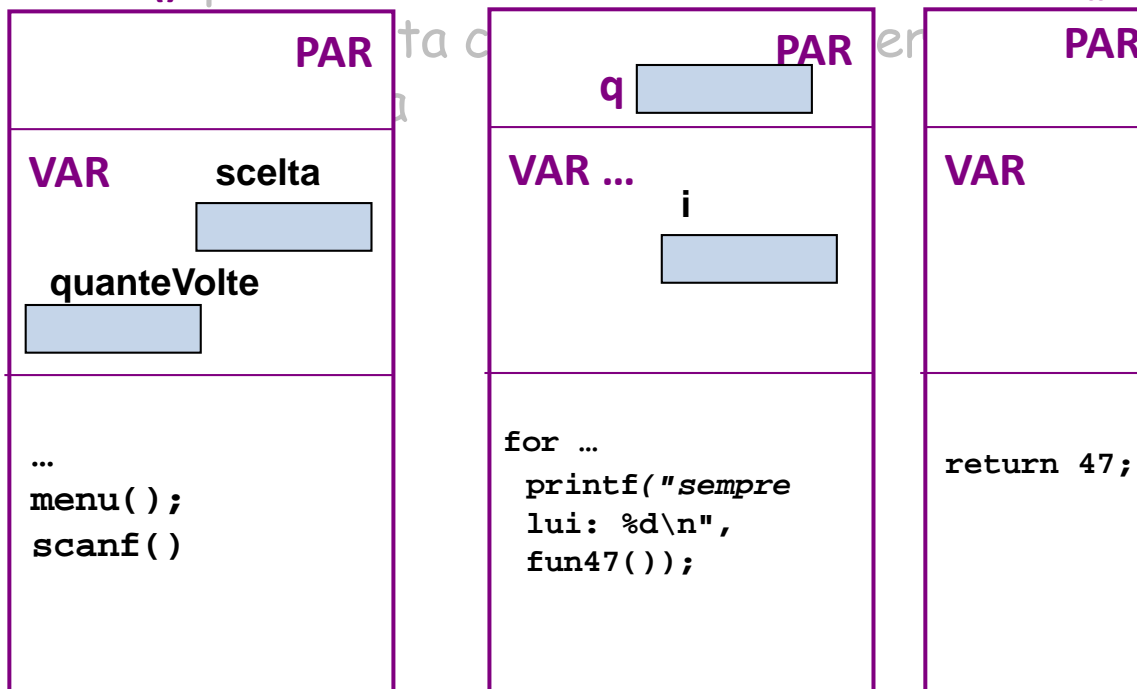 PAR
VAR
scelta
quanteVolte
…
menu();
scanf()
PAR
q
VAR …
i
for …
printf("sempre
lui: %d\n",
fun47());
PAR
VAR
return 47;